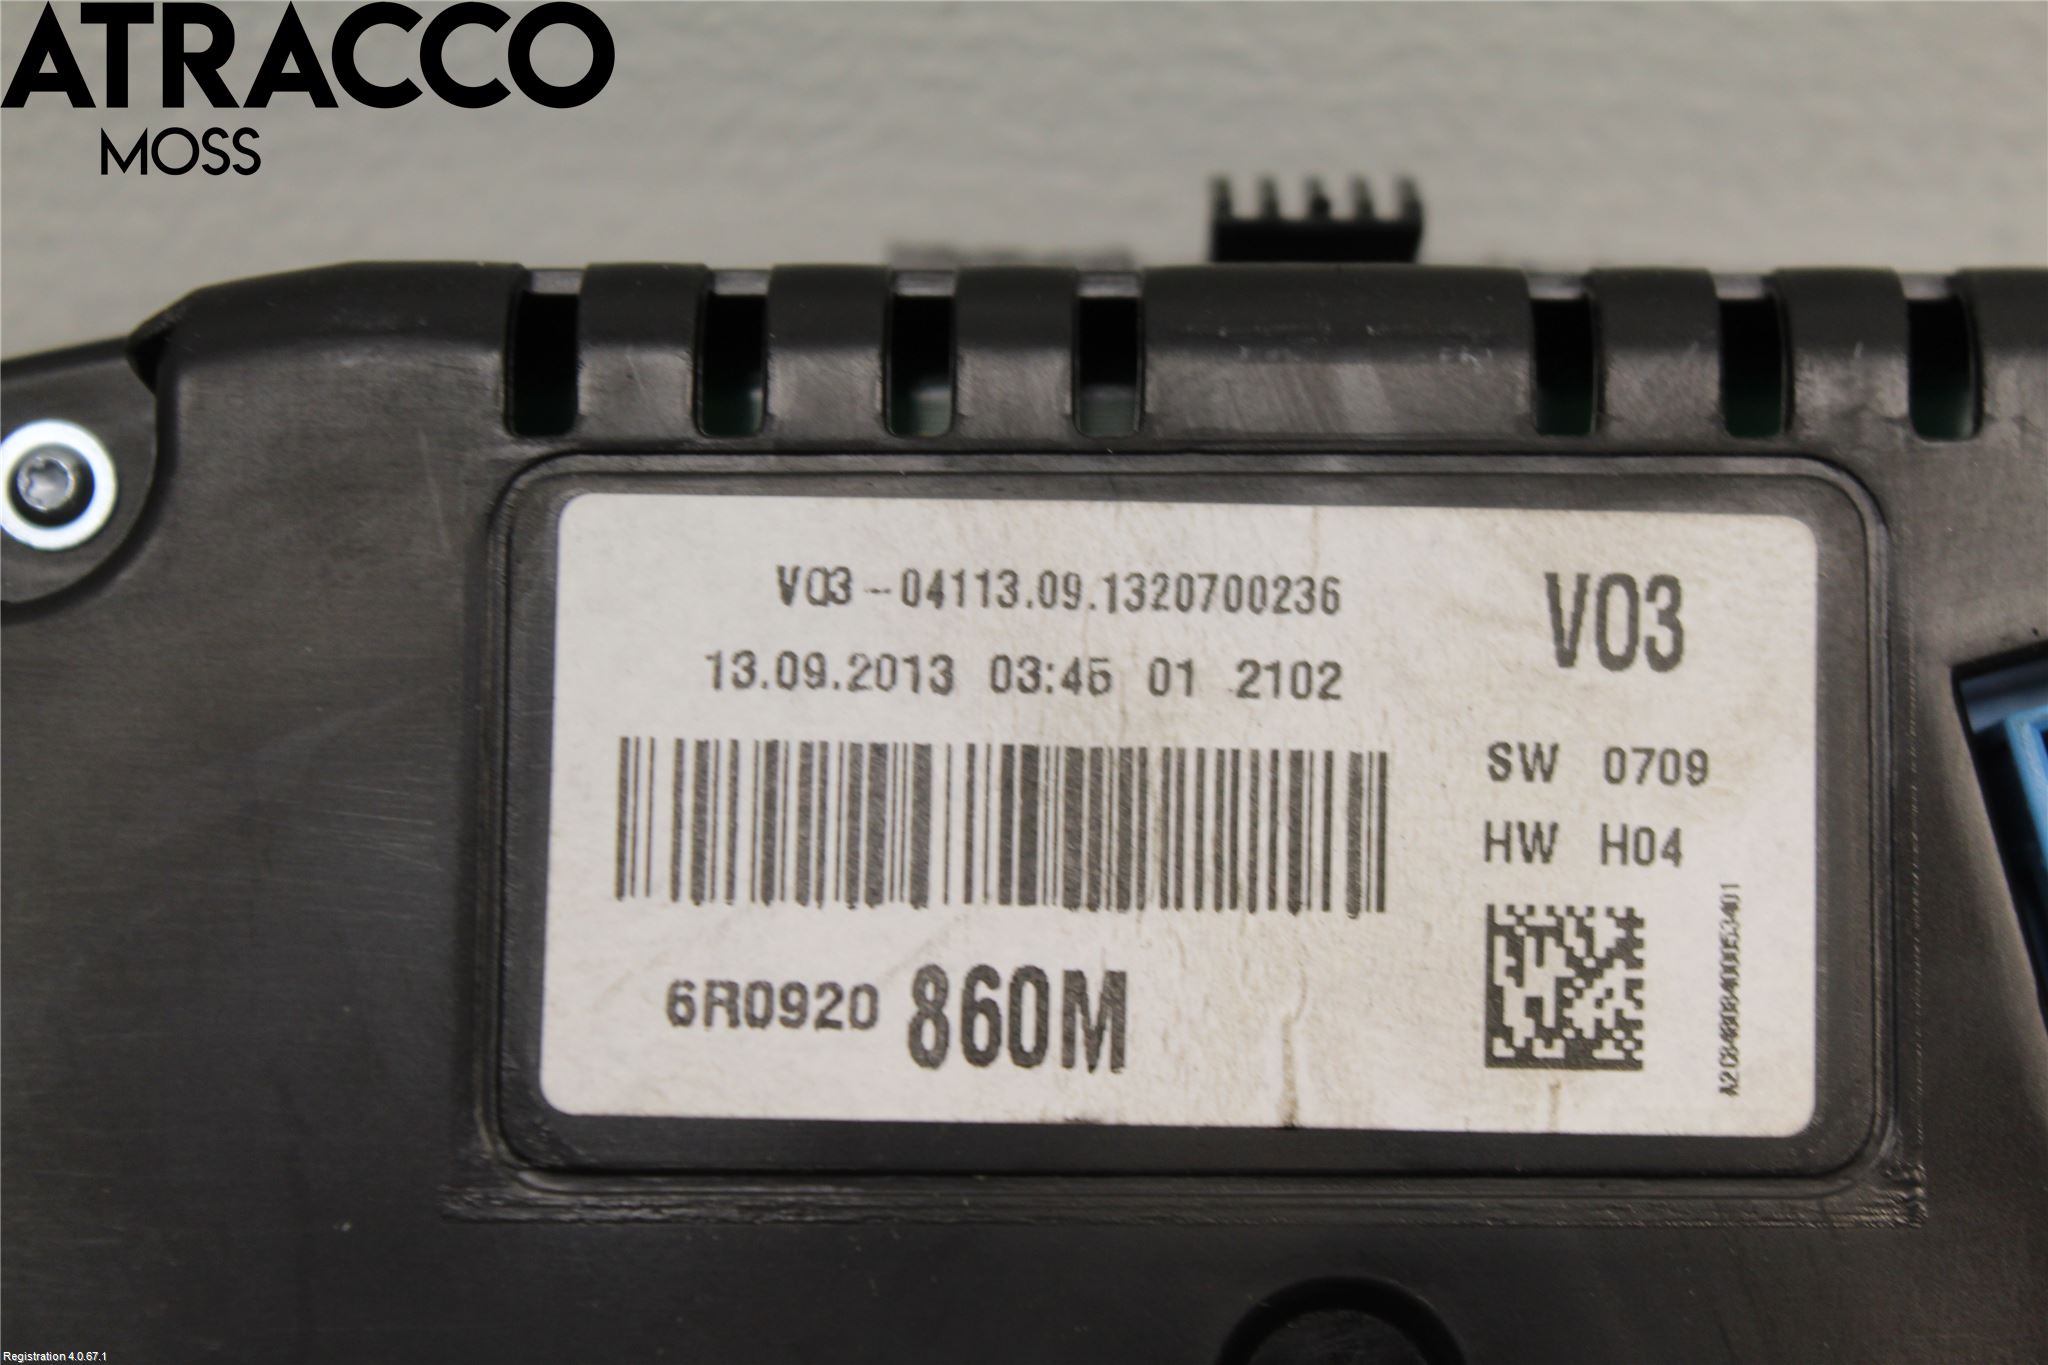 ATRACCO
MOSS
V03-04113.09.1320700236
13.09.2013 03:45 01 2102
V03
SW 0709
HW H04
6R0920 860M
A2C84808400053401
Registration 4.0.67.1